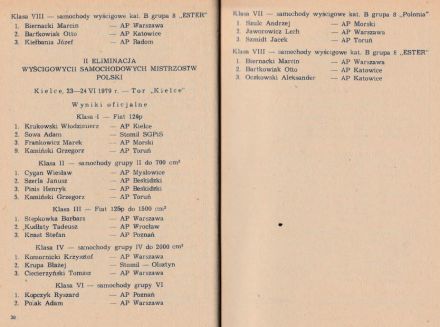 Klasa VIII — samochody wyścigowe kat. B grupa 8 „ESTER"
1. Biernacki Marcin — AP Warszawa
2. Bartkowiak Otto — AP Katowice
3. Kiełbania Józef — AP Radom
II ELIMINACJA
WYŚCIGOWYCH SAMOCHODOWYCH MISTRZOSTW
POLSKI
Kielce, 23—24 VI 1979 r. — Tor „Kielce"
Wyniki oficjalne
Klasa I — Fiat 126p
1. Krukowski Włodzimierz — AP Kielce
2. Sowa Adam — Stomil SGPiS
3. Frankowicz Marek — AP Morski
9. Kamiński Grzegorz — AP Toruń
Klasa II — samochody grupy II do 700 cm³
1. Cygan Wiesław — AP Mysłowice
2. Szerla Janusz — AP Beskidzki
3. Pinis Henryk — AP Beskidzki
5. Kamiński Grzegorz — AP Toruń
Klasa III — Fiat 125p do 1500 cm³
1. Stępkowka Barbara — AP Warszawa
2. Kudłaty Tadeusz — AP Wrocław
3. Kraut Stefan — AP Poznań
Klasa IV — samochody grupy IV do 2000 cm³
1. Komornicki Krzysztof — AP Warszawa
2. Krupa Błażej — Stomil — Olsztyn
3. Ciecierzyński Tomasz — AP Warszawa
Klasa VI — samochody grupy VI
1. Kopczyk Ryszard — AP Poznań
2. Polak Adam — AP Warszawa
Klasa VII — samochody wyścigowe kat. B grupa 8 „Polonia"
1. Szulc Andrzej — AP Morski
2. Jaworowicz Lech — AP Warszawa
3. Szmidt Jacek — AP Toruń
Klasa VIII — samochody wyścigowe kat. B grupa 8 „ESTER"
1. Biernacki Marcin — AP Warszawa
2. Bartkowiak Otto — AP Katowice
3. Oczkowski Aleksander — AP Katowice